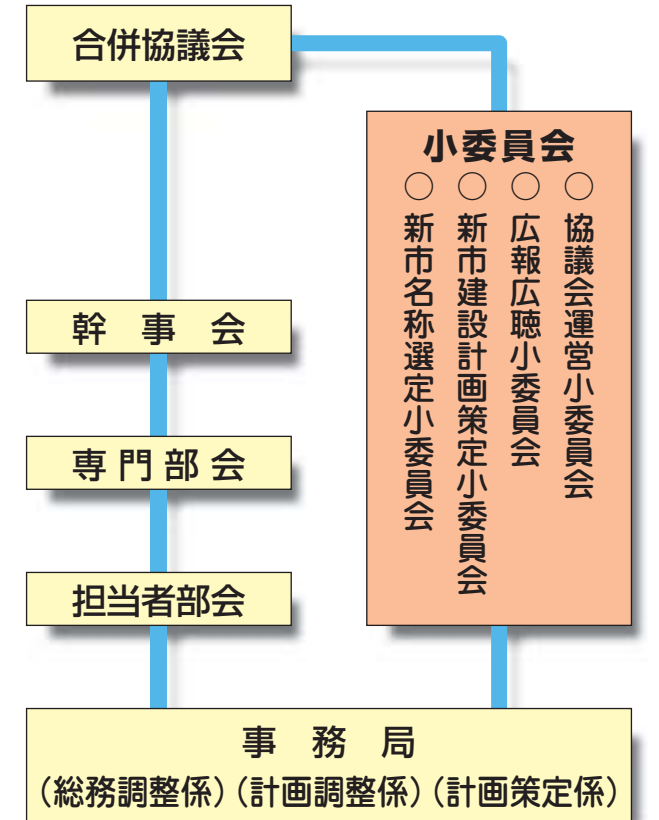 合併協議会
小委員会
○協議会運営小委員会
○広報広聴小委員会
○新市建設計画策定小委員会
○新市名称選定小委員会
幹　事　会
専 門 部 会
担当者部会
事　務　局
（総務調整係）（計画調整係）（計画策定係）